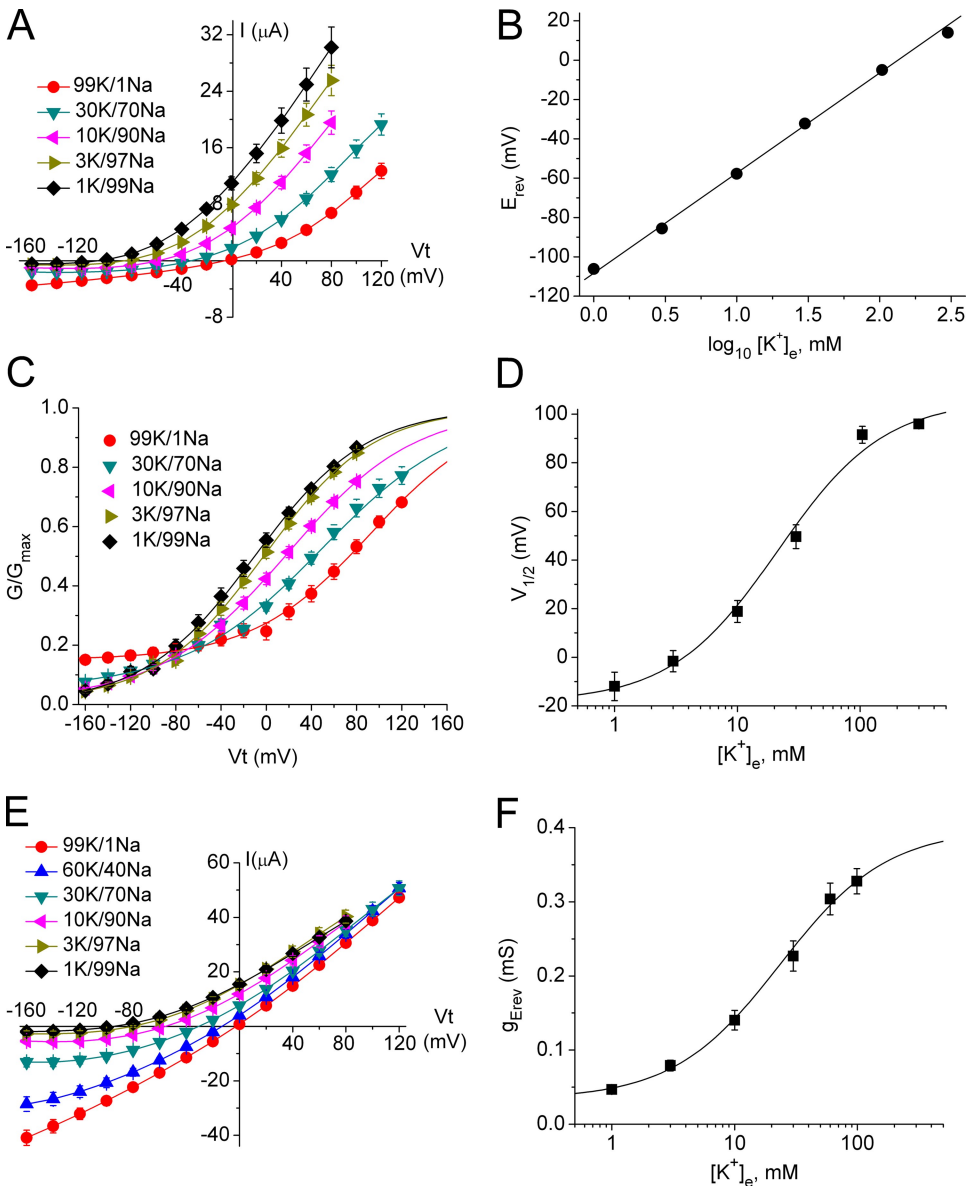 A
I (μA)
32
24
16
8
-160
-120
-40
40
80
120
-8
Vt
(mV)
99K/1Na
30K/70Na
10K/90Na
3K/97Na
1K/99Na
B
20
0
-20
-40
-60
-80
-100
-120
E_rev (mV)
0.0 0.5 1.0 1.5 2.0 2.5
log₁₀ [K⁺]ₑ, mM
C
1.0
0.8
0.6
0.4
0.2
0.0
G/G_max
99K/1Na
30K/70Na
10K/90Na
3K/97Na
1K/99Na
-160 -120 -80 -40 0 40 80 120 160
Vt (mV)
D
100
80
60
40
20
0
-20
V_1/2 (mV)
1 10 100
[K⁺]ₑ, mM
E
99K/1Na
60K/40Na
30K/70Na
10K/90Na
3K/97Na
1K/99Na
I(μA)
60
40
20
-160 -120 -80
40 80 120
Vt
(mV)
-20
-40
F
0.4
0.3
0.2
0.1
0.0
g_Erev (mS)
1 10 100
[K⁺]ₑ, mM